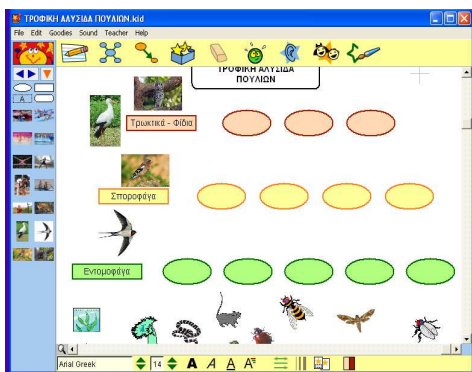 ΤΡΟΦΙΚΗ ΑΛΥΣΙΔΑ ΠΟΥΛΙΩΝ.kid
File Edit Goodies Sound Teacher Help
ΤΡΟΦΙΚΗ ΑΛΥΣΙΔΑ
ΠΟΥΛΙΩΝ
A
Τρωκτικά - Φίδια
Σποροφάγα
Εντομοφάγα
Arial Greek 14 A A A A